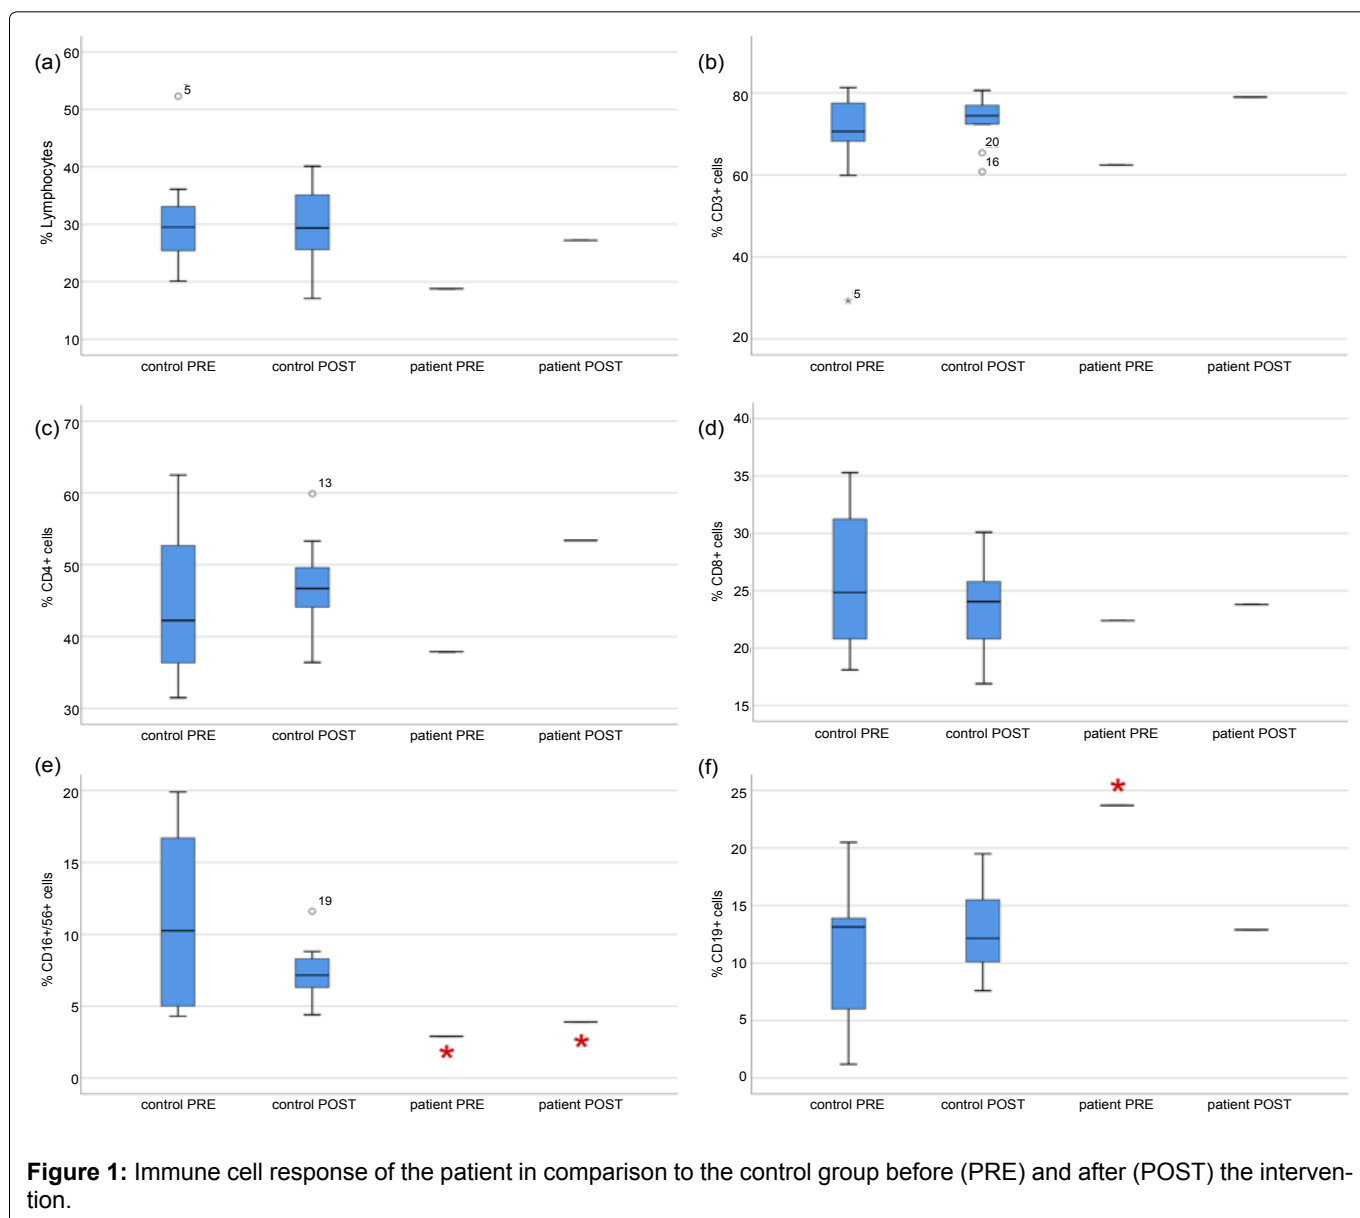 (a)
% Lymphocytes
60
50
40
30
20
10
5
control PRE control POST patient PRE patient POST
(b)
% CD3+ cells
80
60
40
20
5
20
16
control PRE control POST patient PRE patient POST
(c)
% CD4+ cells
70
60
50
40
30
13
control PRE control POST patient PRE patient POST
(d)
% CD8+ cells
40
35
30
25
20
15
control PRE control POST patient PRE patient POST
(e)
% CD16+/56+ cells
20
15
10
5
0
19
*
*
control PRE control POST patient PRE patient POST
(f)
% CD19+ cells
25
20
15
10
5
0
*
control PRE control POST patient PRE patient POST
Figure 1: Immune cell response of the patient in comparison to the control group before (PRE) and after (POST) the interven-
tion.